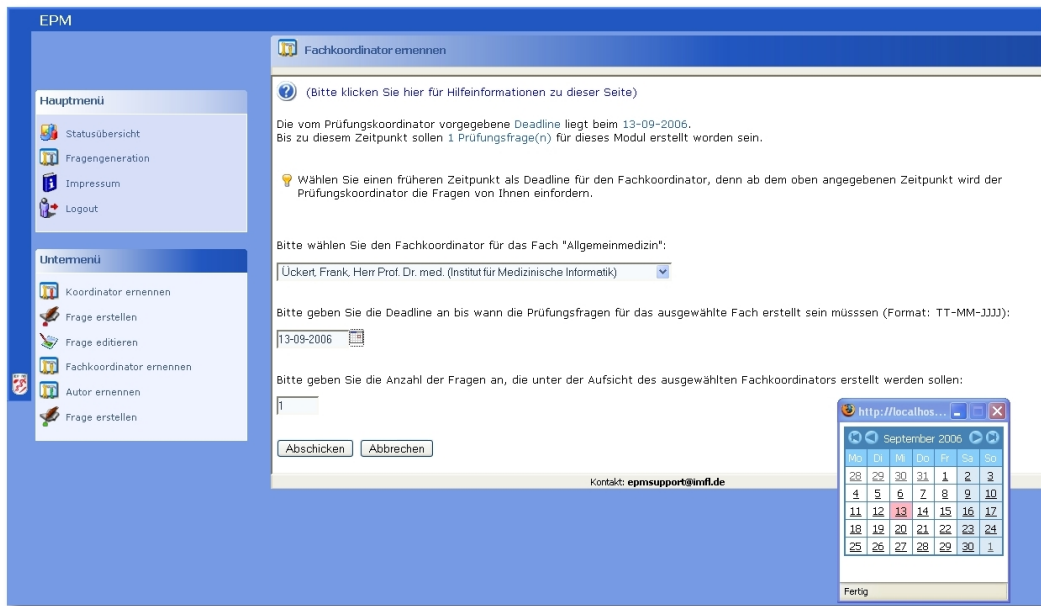 EPM
Fachkoordinator ernennen
Hauptmenü
Statusübersicht
Fragengeneration
Impressum
Logout
Untermenü
Koordinator ernennen
Frage erstellen
Frage editieren
Fachkoordinator ernennen
Autor ernennen
Frage erstellen
(Bitte klicken Sie hier für Hilfeinformationen zu dieser Seite)
Die vom Prüfungskoordinator vorgegebene Deadline liegt beim 13-09-2006.
Bis zu diesem Zeitpunkt sollen 1 Prüfungsfrage(n) für dieses Modul erstellt worden sein.
Wählen Sie einen früheren Zeitpunkt als Deadline für den Fachkoordinator, denn ab dem oben angegebenen Zeitpunkt wird der
Prüfungskoordinator die Fragen von Ihnen einfordern.
Bitte wählen Sie den Fachkoordinator für das Fach "Allgemeinmedizin":
Ückert, Frank, Herr Prof. Dr. med. (Institut für Medizinische Informatik)
Bitte geben Sie die Deadline an bis wann die Prüfungsfragen für das ausgewählte Fach erstellt sein müsssen (Format: TT-MM-JJJJ):
13-09-2006
Bitte geben Sie die Anzahl der Fragen an, die unter der Aufsicht des ausgewählten Fachkoordinators erstellt werden sollen:
1
Abschicken Abbrechen
Kontakt: epmsupport@imfl.de
http://localhos...
September 2006
Mo Di Mi Do Fr Sa So
28 29 30 31 1 2 3
4 5 6 7 8 9 10
11 12 13 14 15 16 17
18 19 20 21 22 23 24
25 26 27 28 29 30 1
Fertig